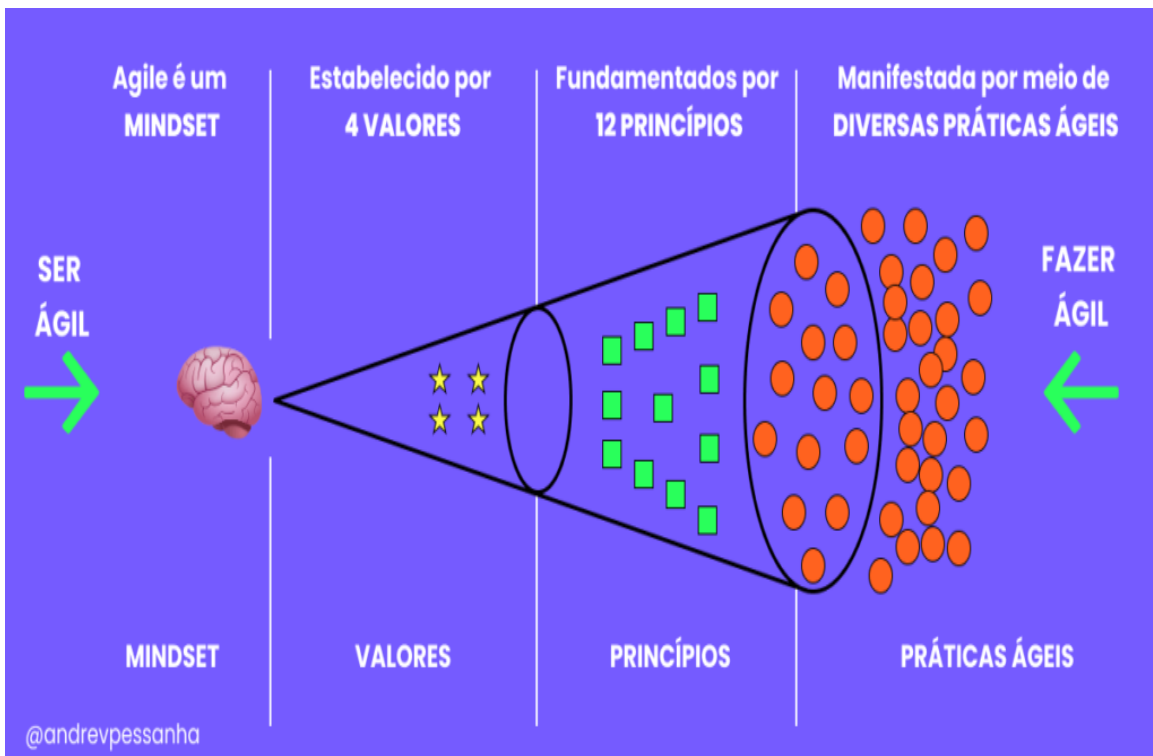 Agile é um
MINDSET
Estabelecido por
4 VALORES
Fundamentados por
12 PRINCÍPIOS
Manifestada por meio de
DIVERSAS PRÁTICAS ÁGEIS
SER
ÁGIL
FAZER
ÁGIL
MINDSET
VALORES
PRINCÍPIOS
PRÁTICAS ÁGEIS
@andrevpessanha